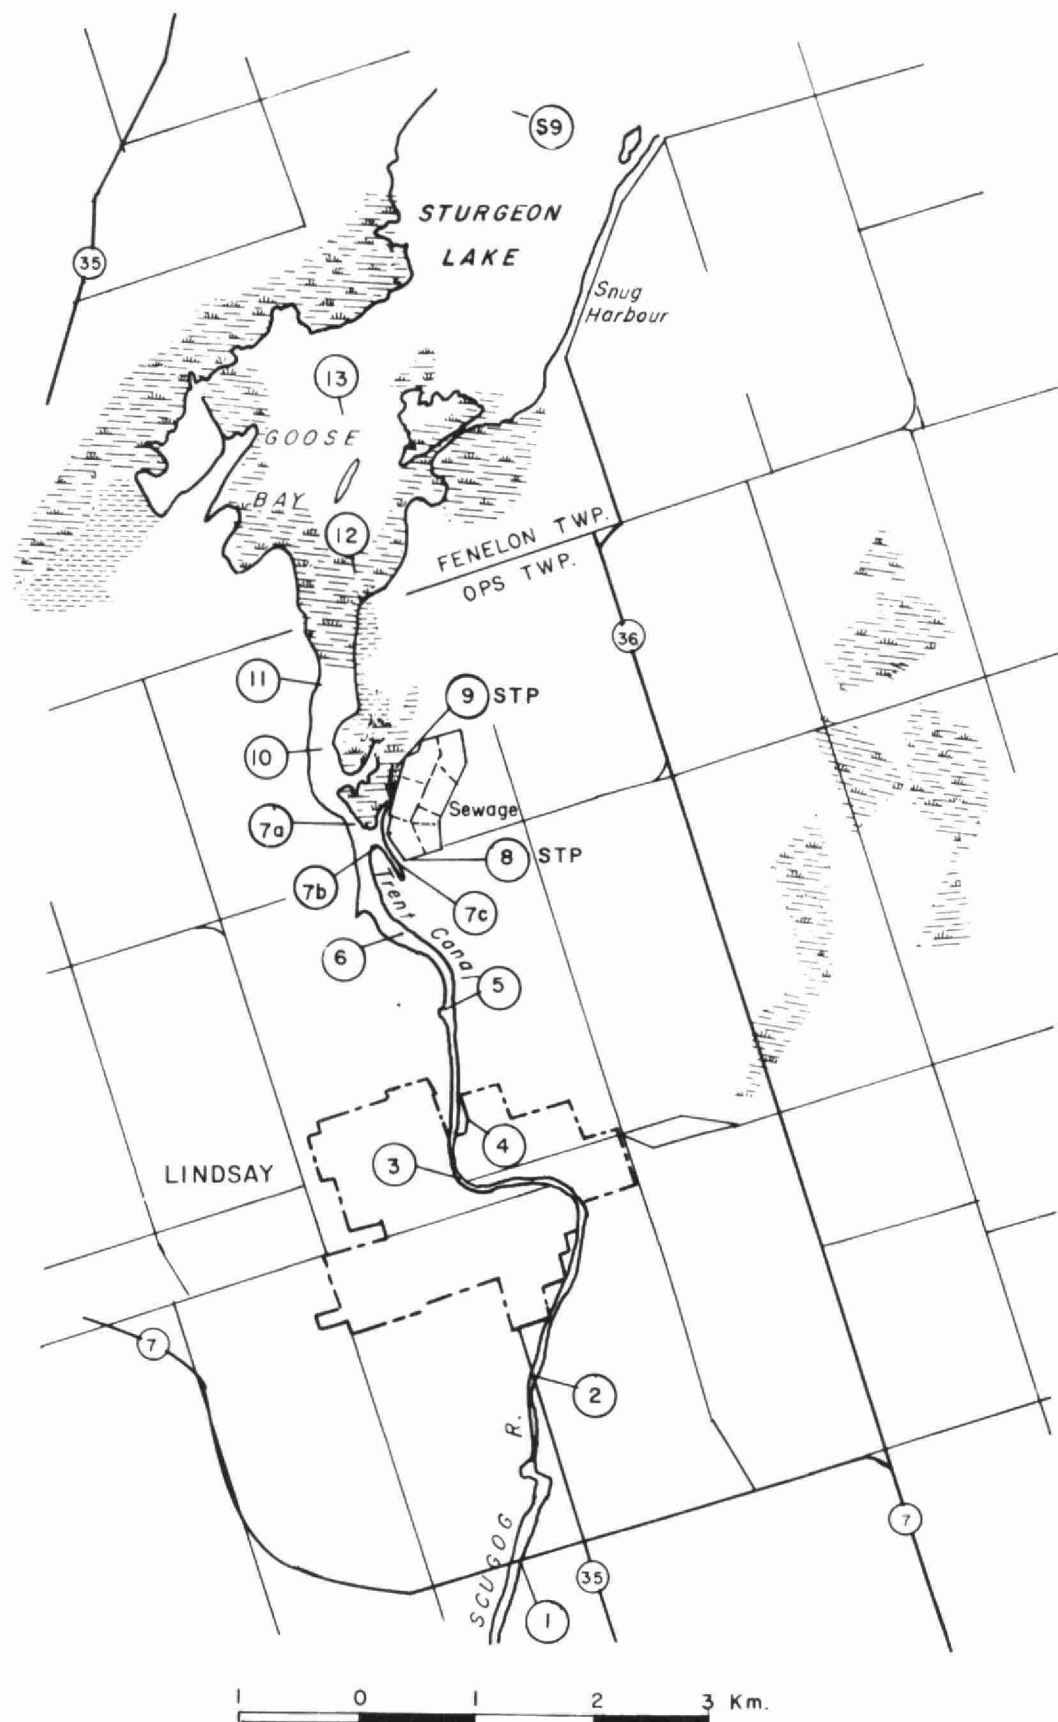 S9
STURGEON
LAKE
35
Snug
Harbour
13
GOOSE
BAY
12
FENELON TWP.
OPS TWP.
36
11
9 STP
10
Sewage
7a
8 STP
7b
7c
Trent Canal
6
5
4
3
LINDSAY
7
2
SCUGOG R.
7
35
1
1 0 1 2 3 Km.